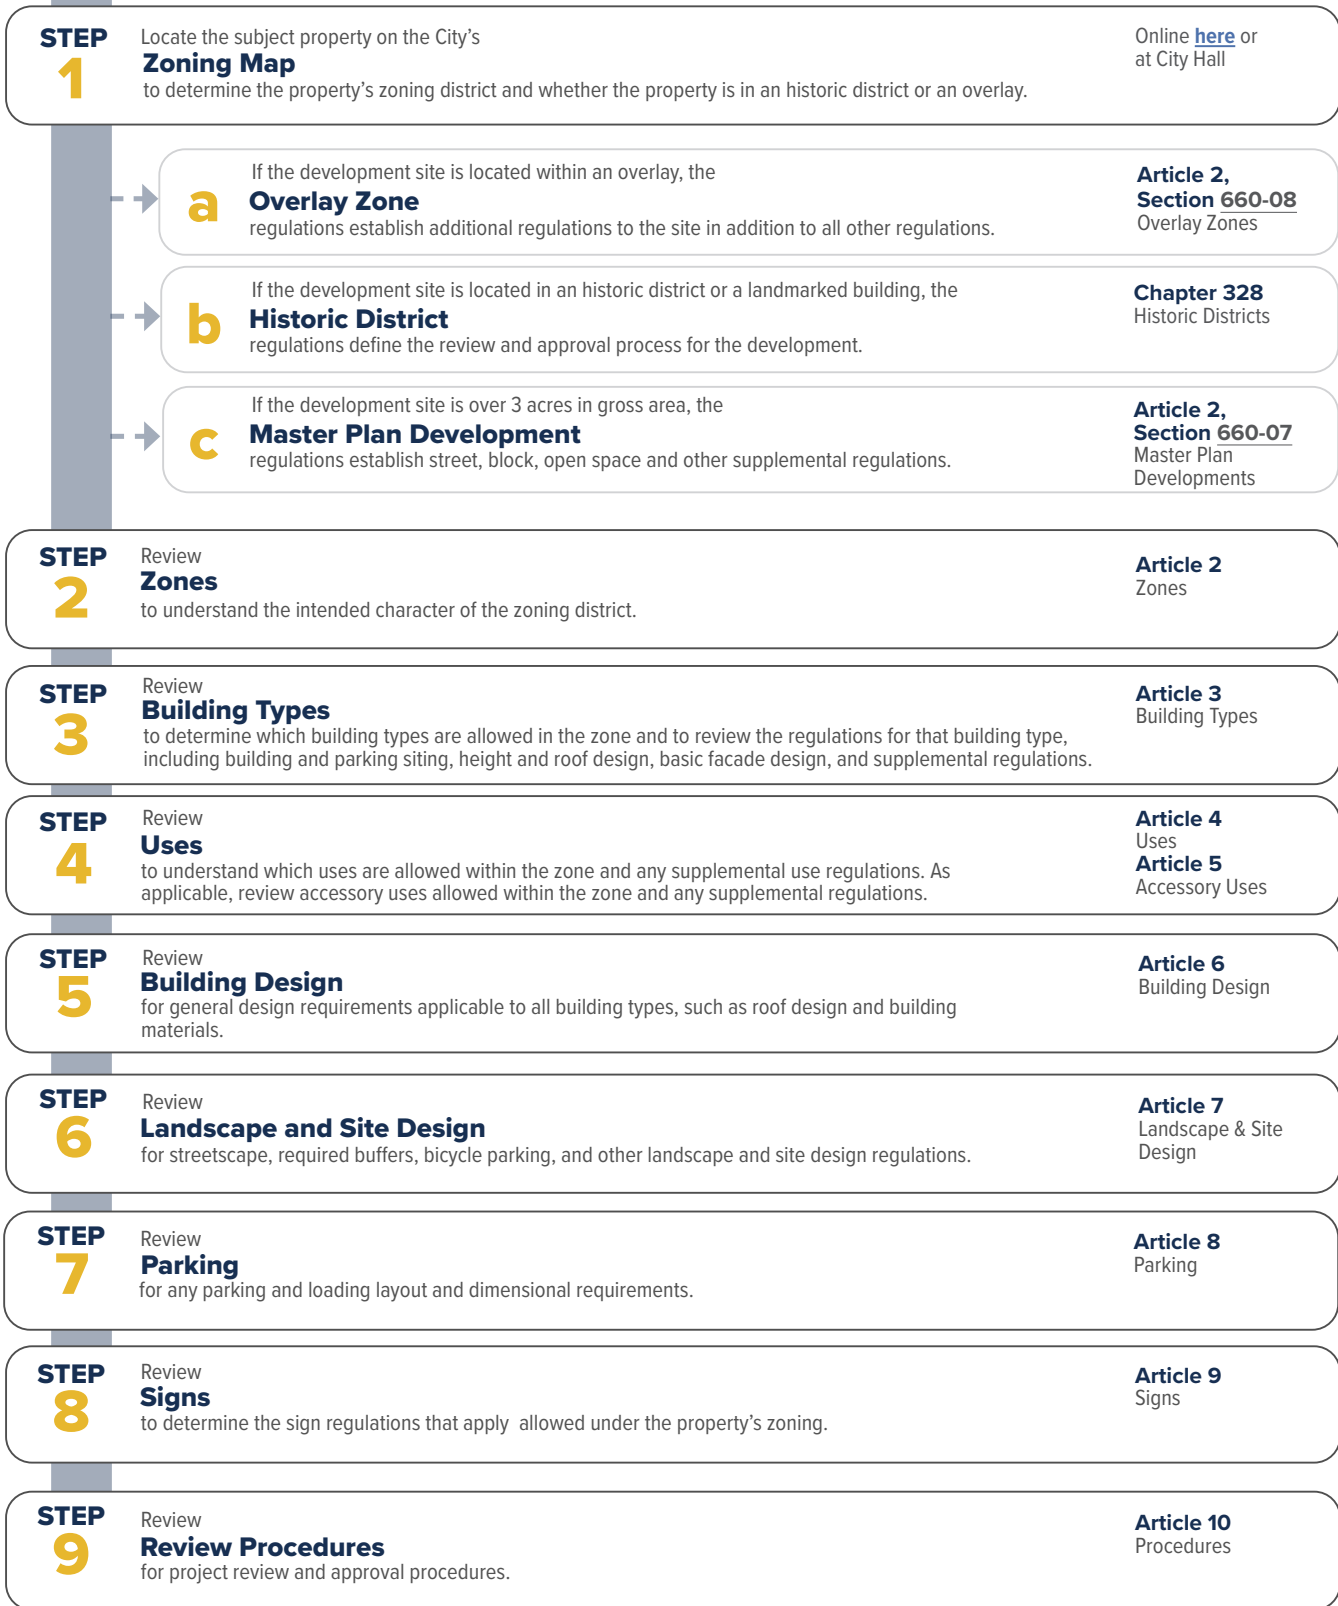 STEP
1
Locate the subject property on the City's
Zoning Map
to determine the property's zoning district and whether the property is in an historic district or an overlay.
Online here or
at City Hall
a
If the development site is located within an overlay, the
Overlay Zone
regulations establish additional regulations to the site in addition to all other regulations.
Article 2,
Section 660-08
Overlay Zones
b
If the development site is located in an historic district or a landmarked building, the
Historic District
regulations define the review and approval process for the development.
Chapter 328
Historic Districts
c
If the development site is over 3 acres in gross area, the
Master Plan Development
regulations establish street, block, open space and other supplemental regulations.
Article 2,
Section 660-07
Master Plan
Developments
STEP
2
Review
Zones
to understand the intended character of the zoning district.
Article 2
Zones
STEP
3
Review
Building Types
to determine which building types are allowed in the zone and to review the regulations for that building type,
including building and parking siting, height and roof design, basic facade design, and supplemental regulations.
Article 3
Building Types
STEP
4
Review
Uses
to understand which uses are allowed within the zone and any supplemental use regulations. As
applicable, review accessory uses allowed within the zone and any supplemental regulations.
Article 4
Uses
Article 5
Accessory Uses
STEP
5
Review
Building Design
for general design requirements applicable to all building types, such as roof design and building
materials.
Article 6
Building Design
STEP
6
Review
Landscape and Site Design
for streetscape, required buffers, bicycle parking, and other landscape and site design regulations.
Article 7
Landscape & Site
Design
STEP
7
Review
Parking
for any parking and loading layout and dimensional requirements.
Article 8
Parking
STEP
8
Review
Signs
to determine the sign regulations that apply  allowed under the property's zoning.
Article 9
Signs
STEP
9
Review
Review Procedures
for project review and approval procedures.
Article 10
Procedures